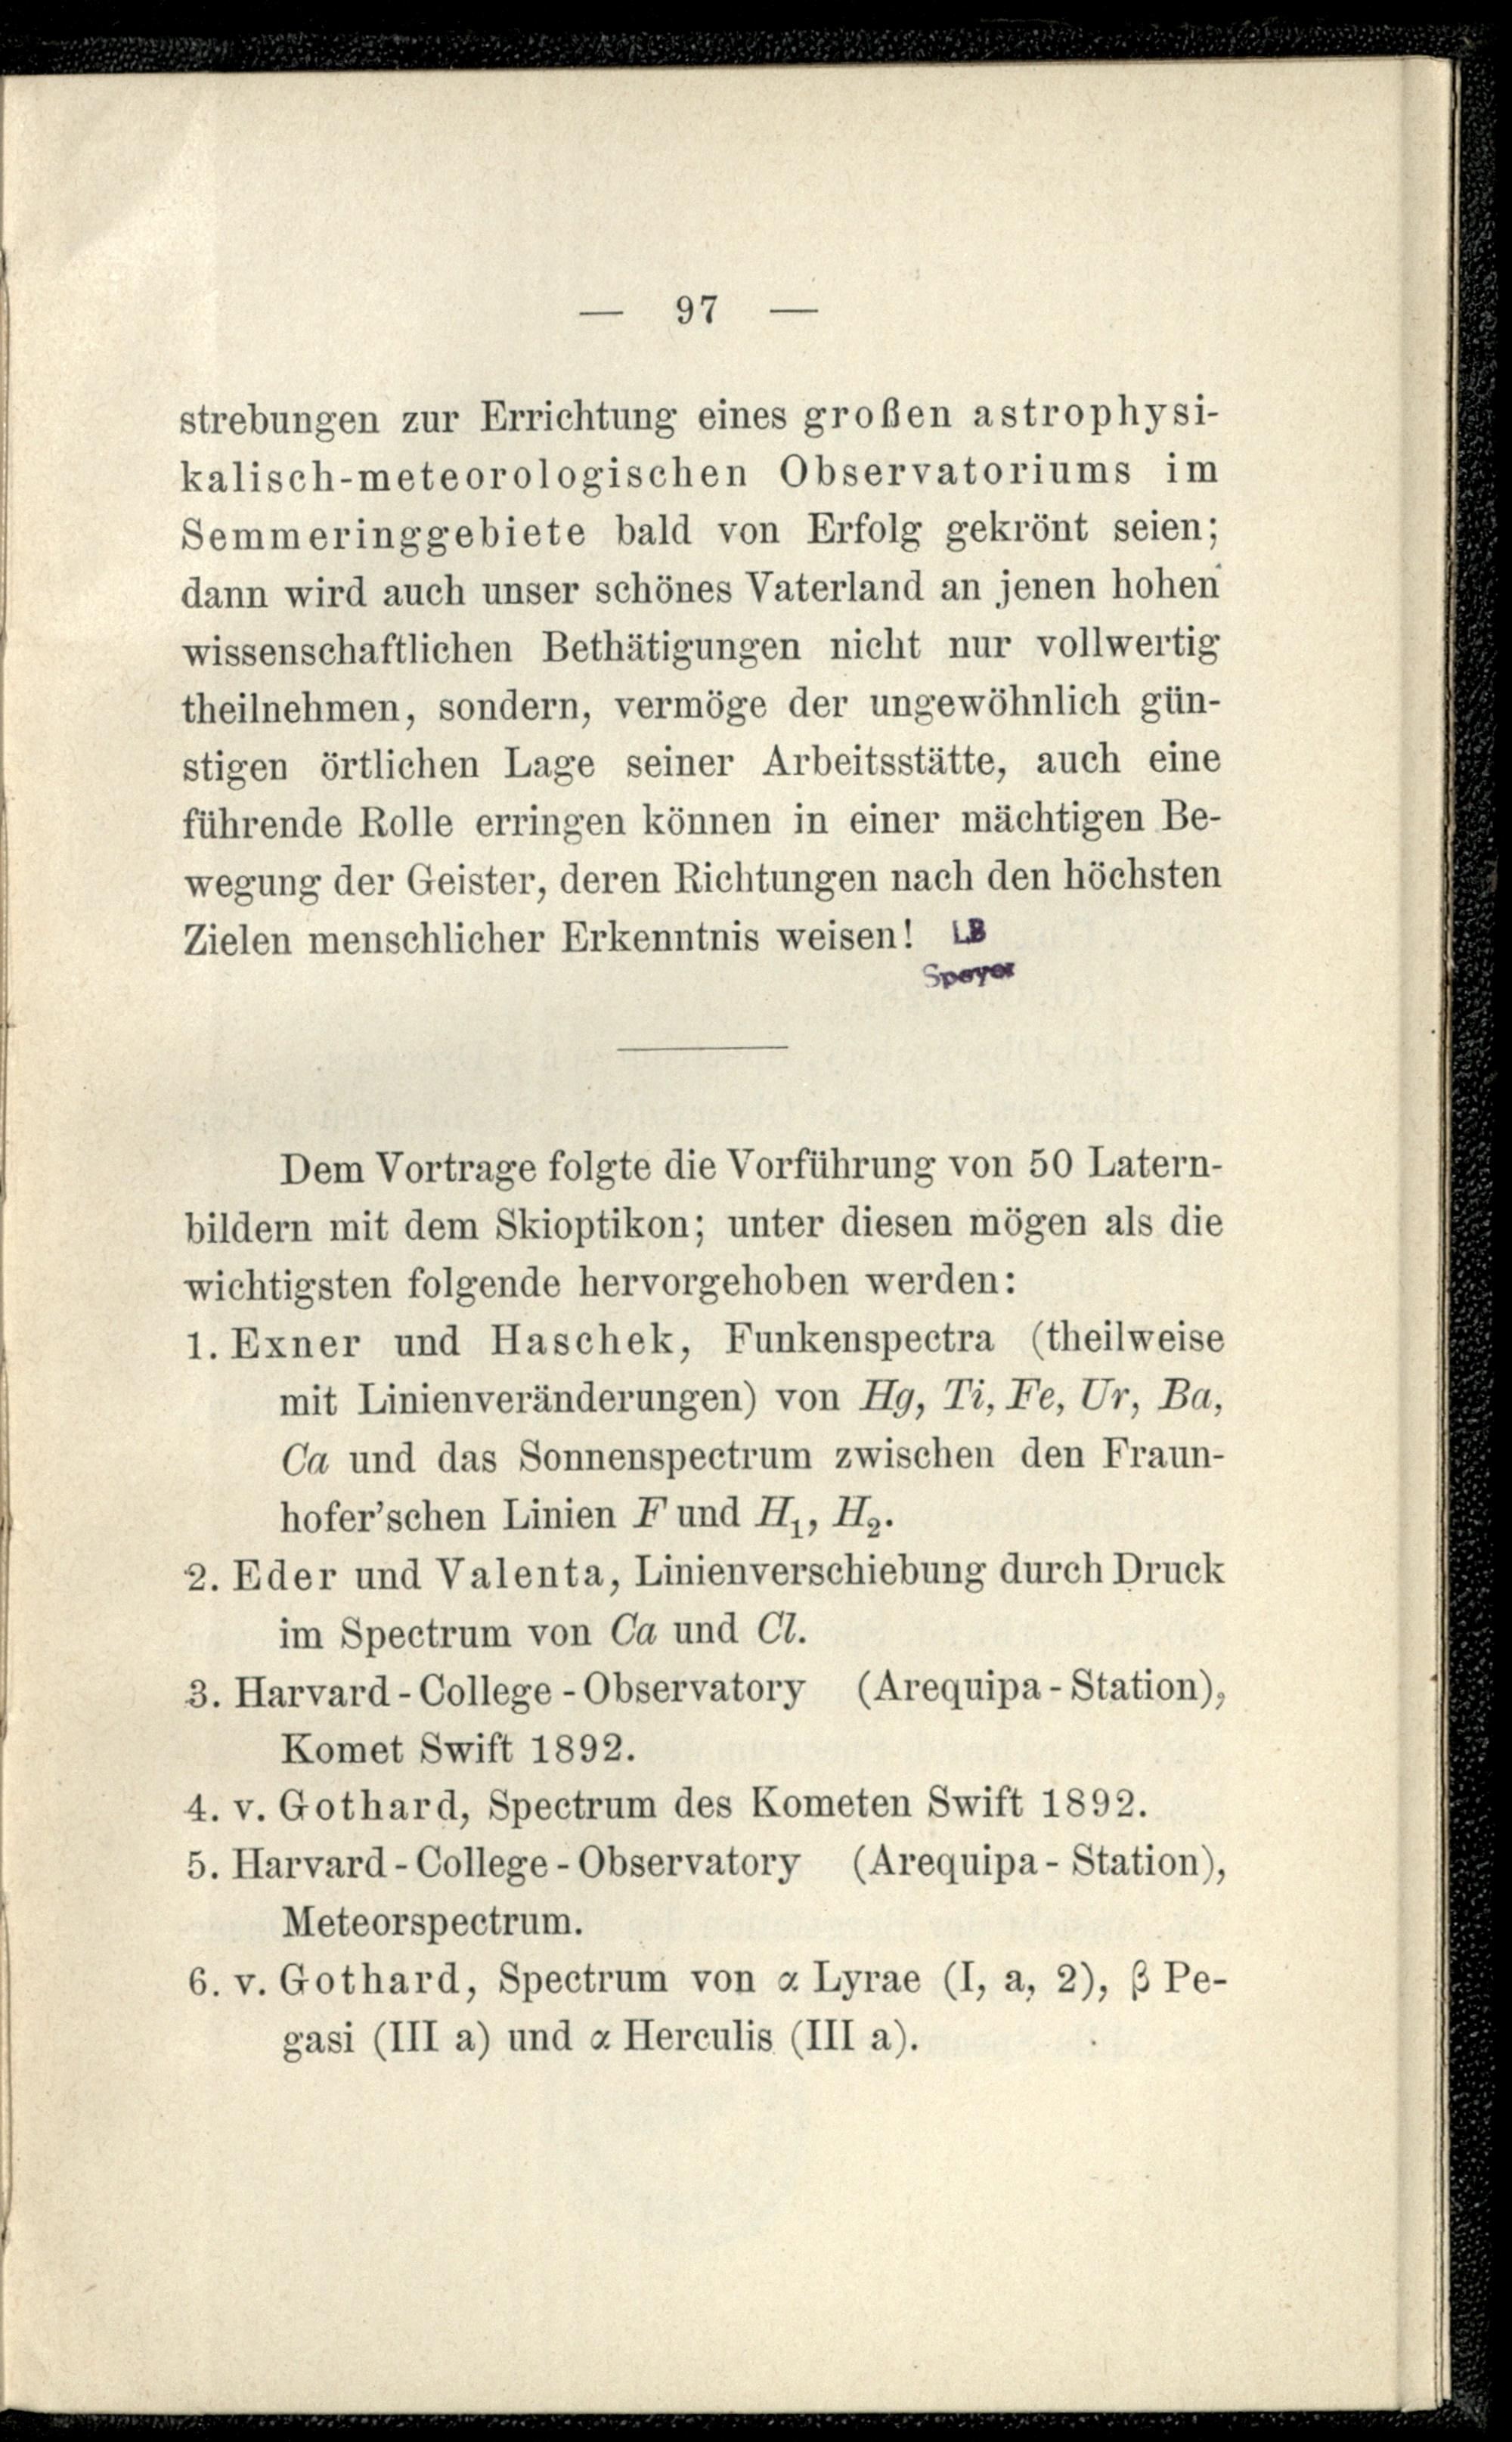 — 97 —
strebungen zur Errichtung eines großen astrophysi-
kalisch-meteorologischen Observatoriums im
Semmeringgebiete bald von Erfolg gekrönt seien;
dann wird auch unser schönes Vaterland an jenen hohen
wissenschaftlichen Bethätigungen nicht nur vollwertig
theilnehmen, sondern, vermöge der ungewöhnlich gün-
stigen örtlichen Lage seiner Arbeitsstätte, auch eine
führende Rolle erringen können in einer mächtigen Be-
wegung der Geister, deren Richtungen nach den höchsten
Zielen menschlicher Erkenntnis weisen! LB
Speyer
Dem Vortrage folgte die Vorführung von 50 Latern-
bildern mit dem Skioptikon; unter diesen mögen als die
wichtigsten folgende hervorgehoben werden:
1. Exner und Haschek, Funkenspectra (theilweise
mit Linienveränderungen) von Hg, Ti, Fe, Ur, Ba,
Ca und das Sonnenspectrum zwischen den Fraun-
hofer’schen Linien F und H₁, H₂.
2. Eder und Valenta, Linienverschiebung durch Druck
im Spectrum von Ca und Cl.
3. Harvard - College - Observatory (Arequipa - Station),
Komet Swift 1892.
4. v. Gothard, Spectrum des Kometen Swift 1892.
5. Harvard - College - Observatory (Arequipa - Station),
Meteorspectrum.
6. v. Gothard, Spectrum von α Lyrae (I, a, 2), β Pe-
gasi (III a) und α Herculis (III a).